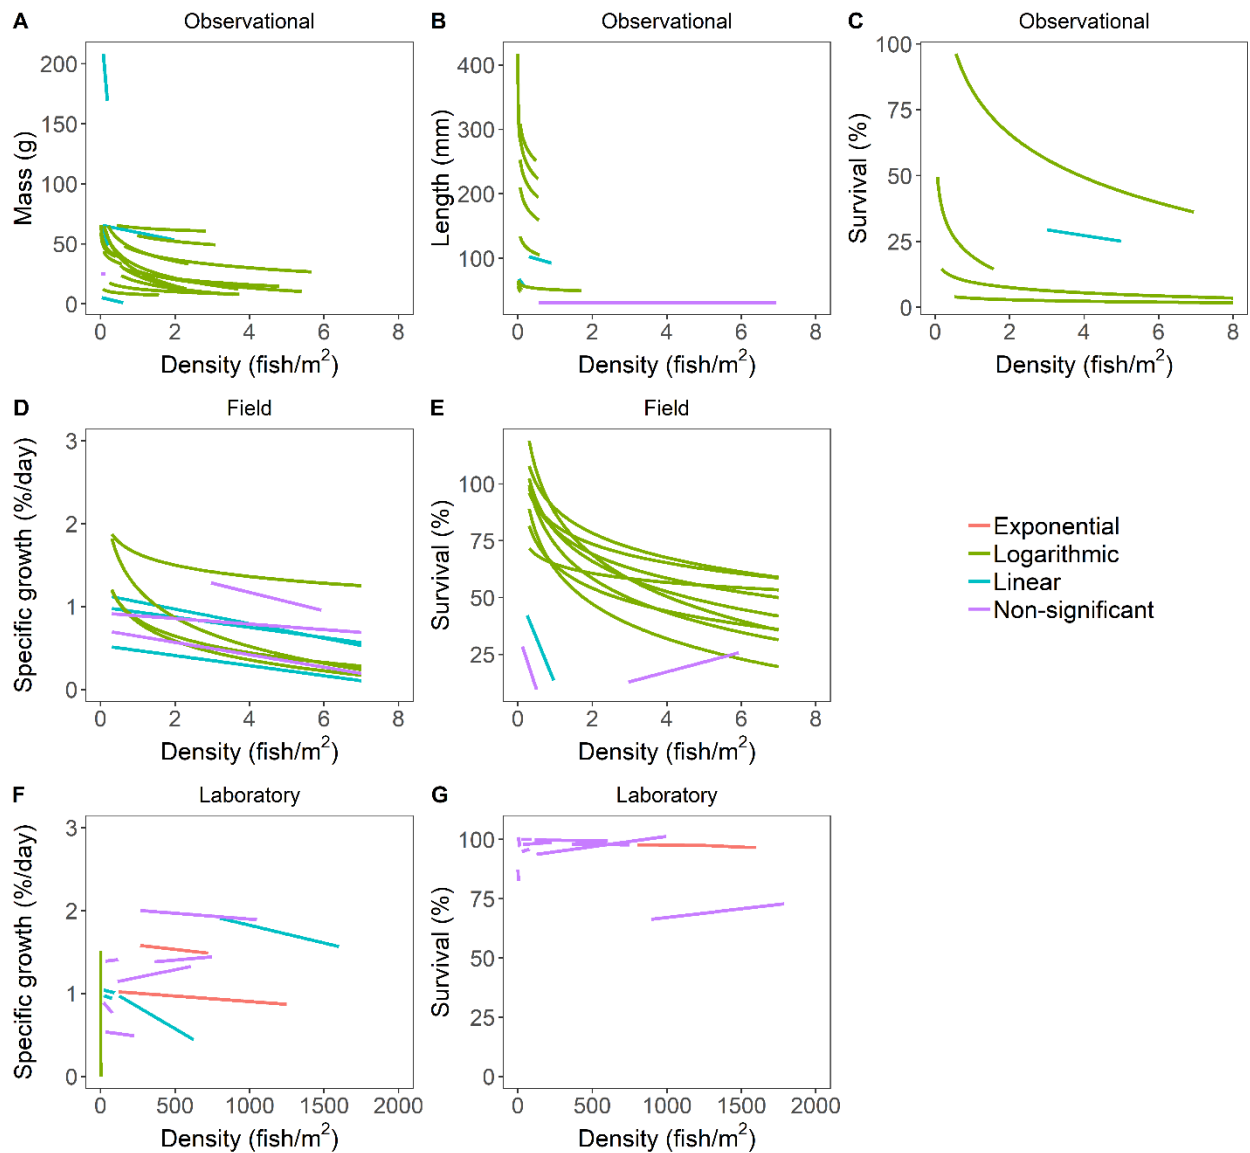 A Observational
Mass (g)
200
150
100
50
0
0 2 4 6 8
Density (fish/m²)
B Observational
Length (mm)
400
300
200
100
0
0 2 4 6 8
Density (fish/m²)
C Observational
Survival (%)
100
75
50
25
0
0 2 4 6 8
Density (fish/m²)
D Field
Specific growth (%/day)
3
2
1
0
0 2 4 6 8
Density (fish/m²)
E Field
Survival (%)
100
75
50
25
0 2 4 6 8
Density (fish/m²)
Exponential
Logarithmic
Linear
Non-significant
F Laboratory
Specific growth (%/day)
3
2
1
0
0 500 1000 1500 2000
Density (fish/m²)
G Laboratory
Survival (%)
100
75
50
25
0
0 500 1000 1500 2000
Density (fish/m²)